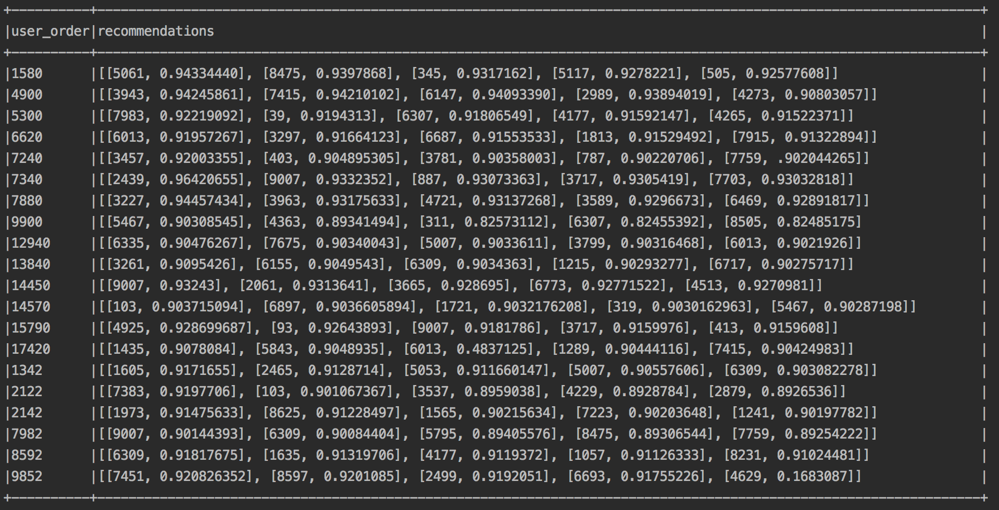 +----------+-----------------------------------------------------------------------------------------------------------------+
|user_order|recommendations                                                                                                  |
+----------+-----------------------------------------------------------------------------------------------------------------+
|1580      |[[5061, 0.94334440], [8475, 0.9397868], [345, 0.9317162], [5117, 0.9278221], [505, 0.92577608]]                  |
|4900      |[[3943, 0.94245861], [7415, 0.94210102], [6147, 0.94093390], [2989, 0.93894019], [4273, 0.90803057]]             |
|5300      |[[7983, 0.92219092], [39, 0.9194313], [6307, 0.91806549], [4177, 0.91592147], [4265, 0.91522371]]                |
|6620      |[[6013, 0.91957267], [3297, 0.91664123], [6687, 0.91553533], [1813, 0.91529492], [7915, 0.91322894]]             |
|7240      |[[3457, 0.92003355], [403, 0.904895305], [3781, 0.90358003], [787, 0.90220706], [7759, .902044265]]              |
|7340      |[[2439, 0.96420655], [9007, 0.9332352], [887, 0.93073363], [3717, 0.9305419], [7703, 0.93032818]]                |
|7880      |[[3227, 0.94457434], [3963, 0.93175633], [4721, 0.93137268], [3589, 0.9296673], [6469, 0.92891817]]              |
|9900      |[[5467, 0.90308545], [4363, 0.89341494], [311, 0.82573112], [6307, 0.82455392], [8505, 0.82485175]               |
|12940     |[[6335, 0.90476267], [7675, 0.90340043], [5007, 0.9033611], [3799, 0.90316468], [6013, 0.9021926]]               |
|13840     |[[3261, 0.9095426], [6155, 0.9049543], [6309, 0.9034363], [1215, 0.90293277], [6717, 0.90275717]]                |
|14450     |[[9007, 0.93243], [2061, 0.9313641], [3665, 0.928695], [6773, 0.92771522], [4513, 0.9270981]]                    |
|14570     |[[103, 0.903715094], [6897, 0.9036605894], [1721, 0.9032176208], [319, 0.9030162963], [5467, 0.90287198]]        |
|15790     |[[4925, 0.928699687], [93, 0.92643893], [9007, 0.9181786], [3717, 0.9159976], [413, 0.9159608]]                  |
|17420     |[[1435, 0.9078084], [5843, 0.9048935], [6013, 0.4837125], [1289, 0.90444116], [7415, 0.90424983]]                |
|1342      |[[1605, 0.9171655], [2465, 0.9128714], [5053, 0.911660147], [5007, 0.90557606], [6309, 0.903082278]]             |
|2122      |[[7383, 0.9197706], [103, 0.901067367], [3537, 0.8959038], [4229, 0.8928784], [2879, 0.8926536]]                 |
|2142      |[[1973, 0.91475633], [8625, 0.91228497], [1565, 0.90215634], [7223, 0.90203648], [1241, 0.90197782]]             |
|7982      |[[9007, 0.90144393], [6309, 0.90084404], [5795, 0.89405576], [8475, 0.89306544], [7759, 0.89254222]]             |
|8592      |[[6309, 0.91817675], [1635, 0.91319706], [4177, 0.9119372], [1057, 0.91126333], [8231, 0.91024481]]              |
|9852      |[[7451, 0.920826352], [8597, 0.9201085], [2499, 0.9192051], [6693, 0.91755226], [4629, 0.1683087]]               |
+----------+-----------------------------------------------------------------------------------------------------------------+